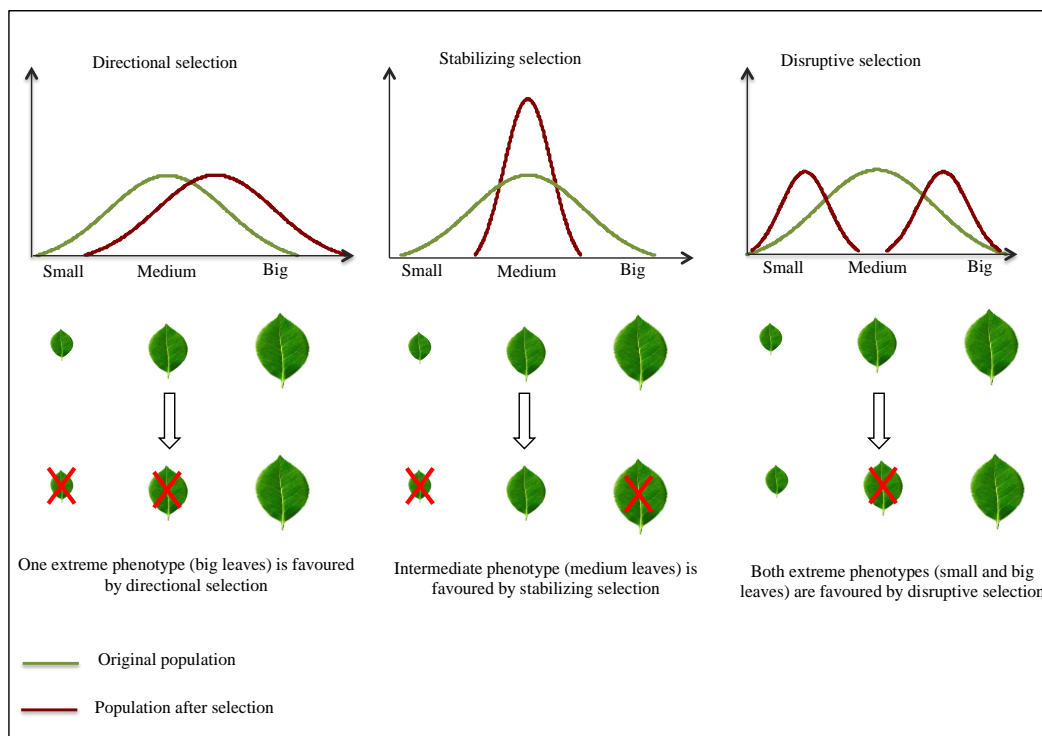 Directional selection
Small
Medium
Big
One extreme phenotype (big leaves) is favoured
by directional selection
Stabilizing selection
Small
Medium
Big
Intermediate phenotype (medium leaves) is
favoured by stabilizing selection
Disruptive selection
Small
Medium
Big
Both extreme phenotypes (small and big
leaves) are favoured by disruptive selection
Original population
Population after selection